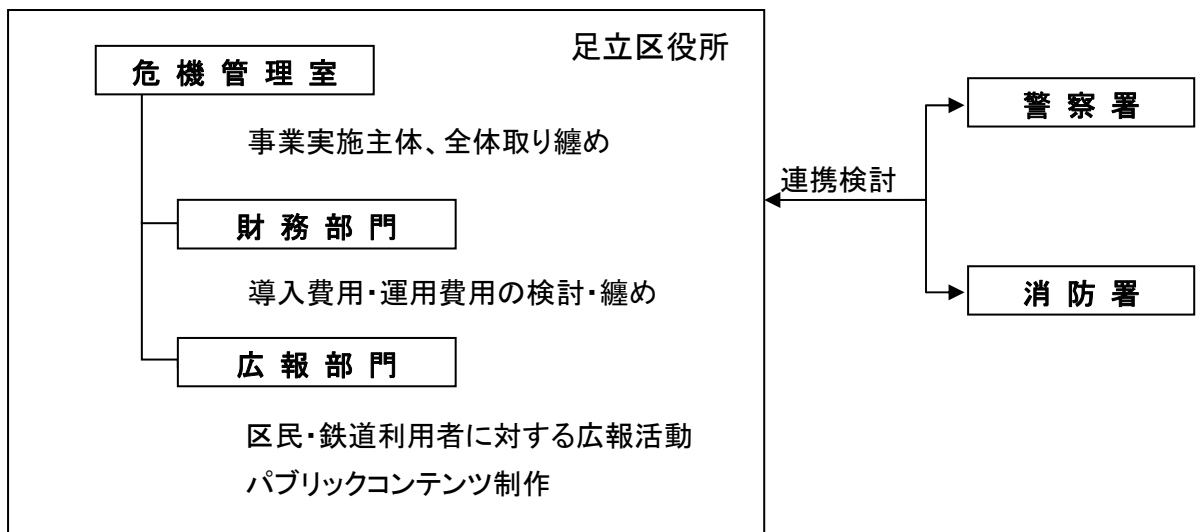 足立区役所
危機管理室
事業実施主体、全体取り纏め
財務部門
導入費用・運用費用の検討・纏め
広報部門
区民・鉄道利用者に対する広報活動
パブリックコンテンツ制作
連携検討
警察署
消防署